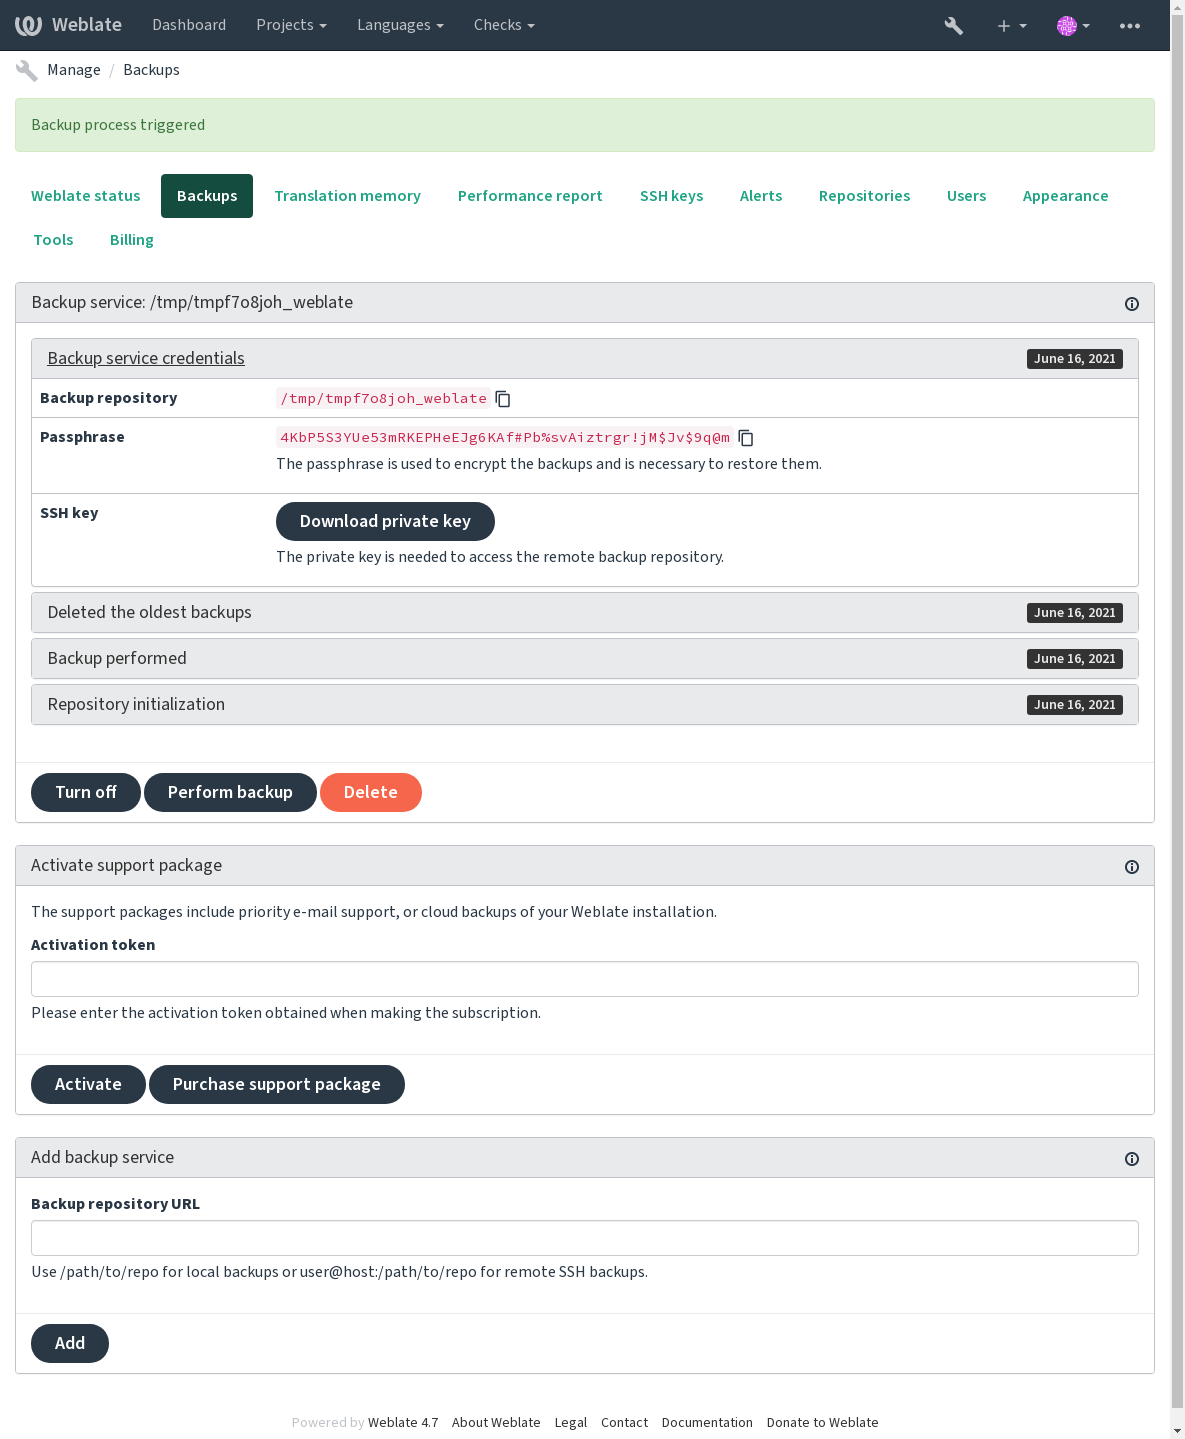 Weblate Dashboard Projects Languages Checks
Manage / Backups
Backup process triggered
Weblate status Backups Translation memory Performance report SSH keys Alerts Repositories Users Appearance
Tools Billing
Backup service: /tmp/tmpf7o8joh_weblate
Backup service credentials June 16, 2021
Backup repository /tmp/tmpf7o8joh_weblate
Passphrase 4KbP5S3YUe53mRKEPHeEJg6KAf#Pb%svAiztrgr!jM$Jv$9q@m
The passphrase is used to encrypt the backups and is necessary to restore them.
SSH key Download private key
The private key is needed to access the remote backup repository.
Deleted the oldest backups June 16, 2021
Backup performed June 16, 2021
Repository initialization June 16, 2021
Turn off Perform backup Delete
Activate support package
The support packages include priority e-mail support, or cloud backups of your Weblate installation.
Activation token
Please enter the activation token obtained when making the subscription.
Activate Purchase support package
Add backup service
Backup repository URL
Use /path/to/repo for local backups or user@host:/path/to/repo for remote SSH backups.
Add
Powered by Weblate 4.7 About Weblate Legal Contact Documentation Donate to Weblate